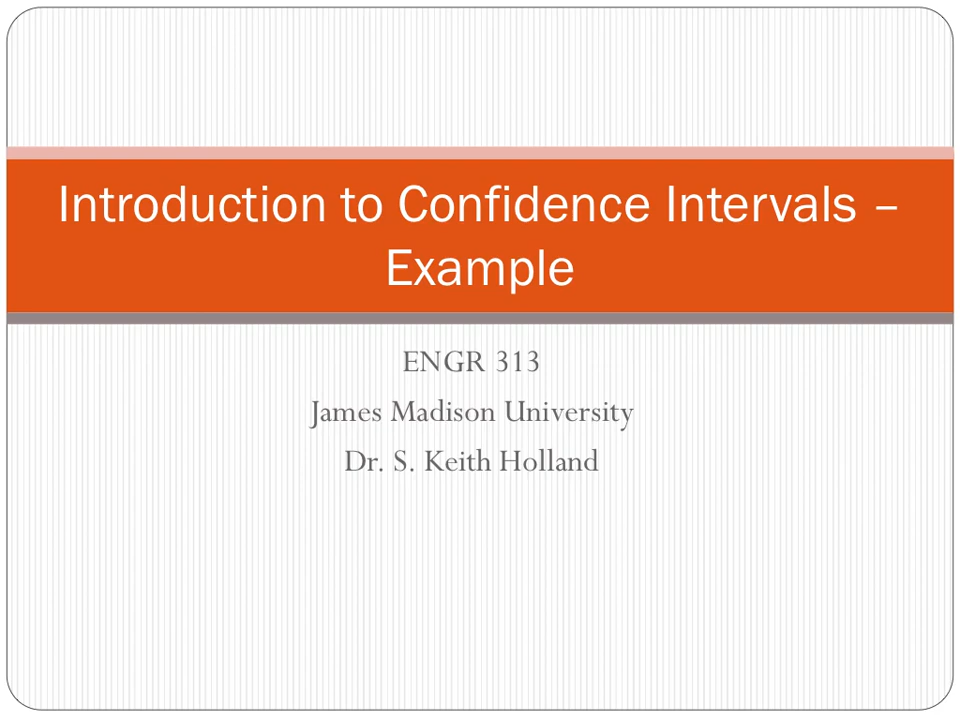 Introduction to Confidence Intervals –
Example
ENGR 313
James Madison University
Dr. S. Keith Holland